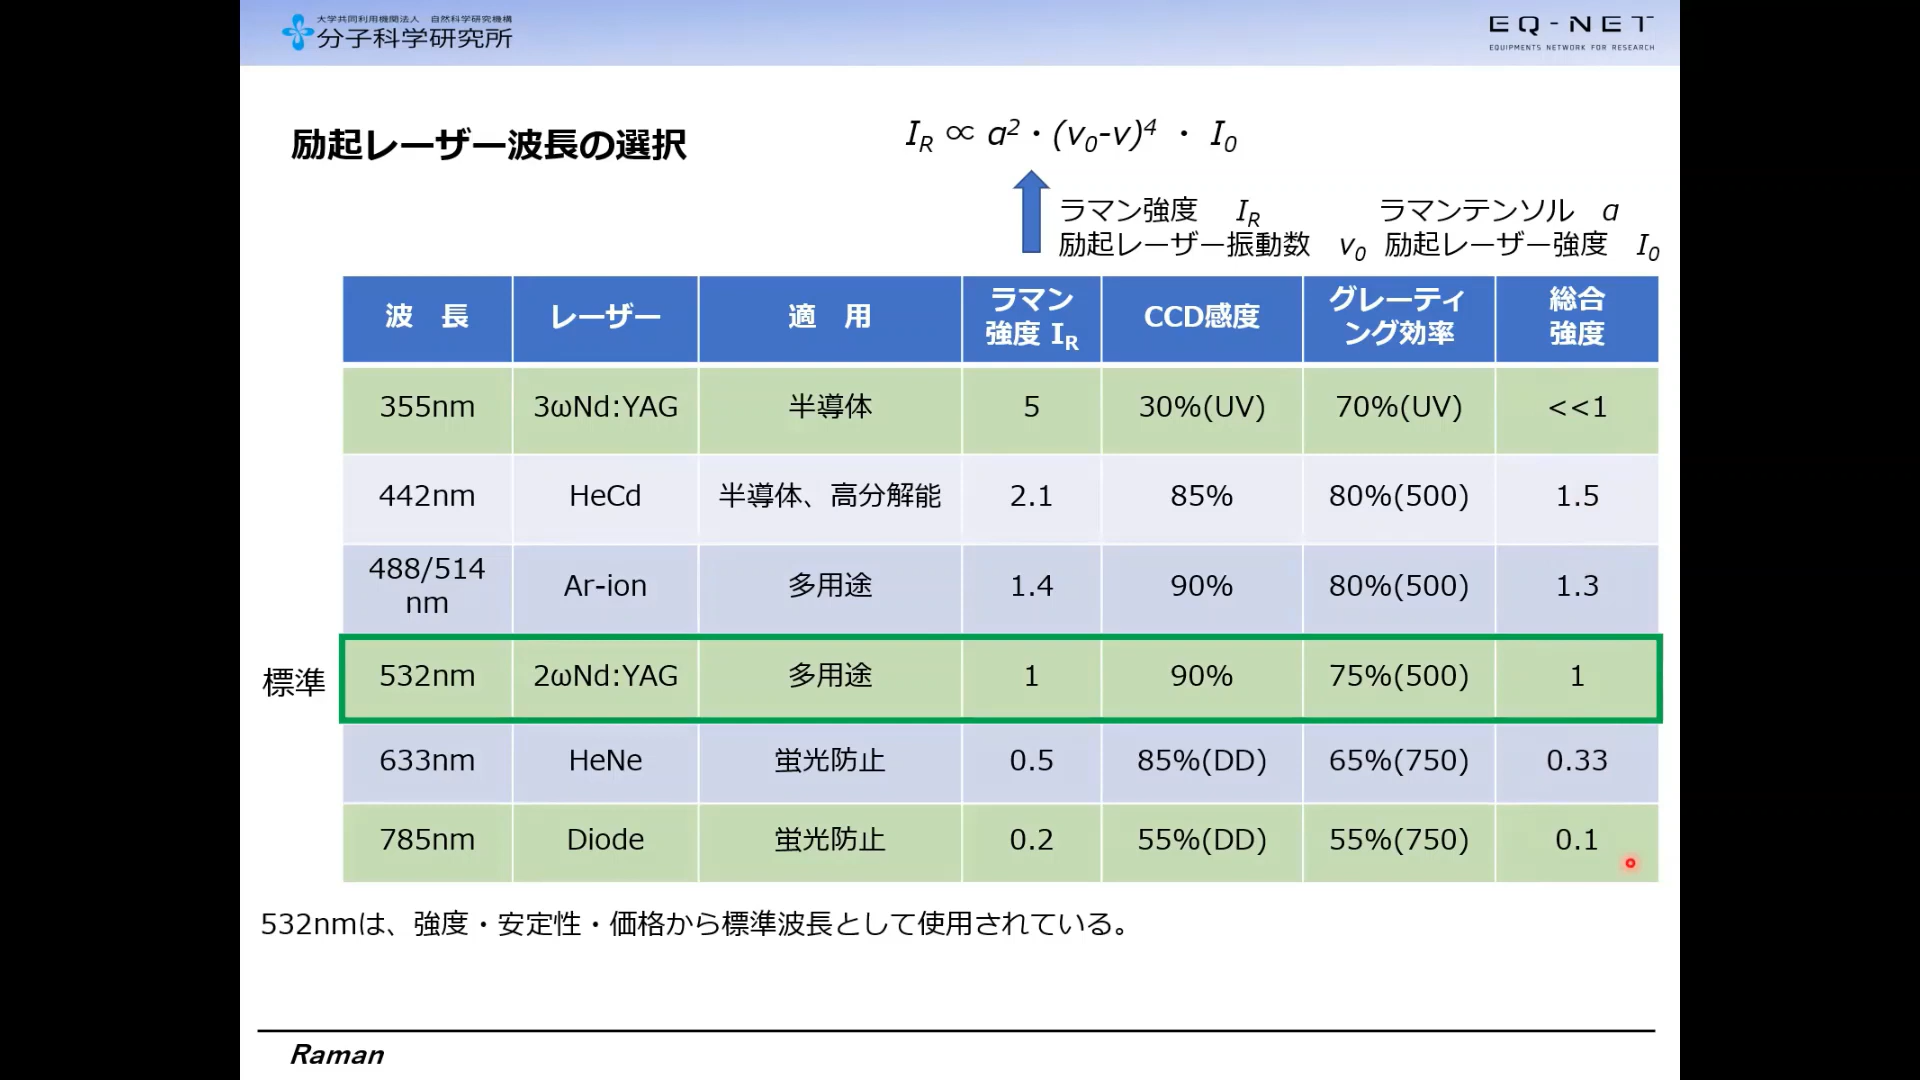 大学共同利用機関法人 自然科学研究機構
分子科学研究所
EQ-NET
EQUIPMENTS NETWORK FOR RESEARCH
励起レーザー波長の選択
I_R ∝ a²・(ν₀-ν)⁴ ・ I₀
ラマン強度 I_R ラマンテンソル a
励起レーザー振動数 ν₀ 励起レーザー強度 I₀
波 長 レーザー 適 用 ラマン強度 I_R CCD感度 グレーティング効率 総合強度
355nm 3ωNd:YAG 半導体 5 30%(UV) 70%(UV) <<1
442nm HeCd 半導体、高分解能 2.1 85% 80%(500) 1.5
488/514nm Ar-ion 多用途 1.4 90% 80%(500) 1.3
標準 532nm 2ωNd:YAG 多用途 1 90% 75%(500) 1
633nm HeNe 蛍光防止 0.5 85%(DD) 65%(750) 0.33
785nm Diode 蛍光防止 0.2 55%(DD) 55%(750) 0.1
532nmは、強度・安定性・価格から標準波長として使用されている。
Raman